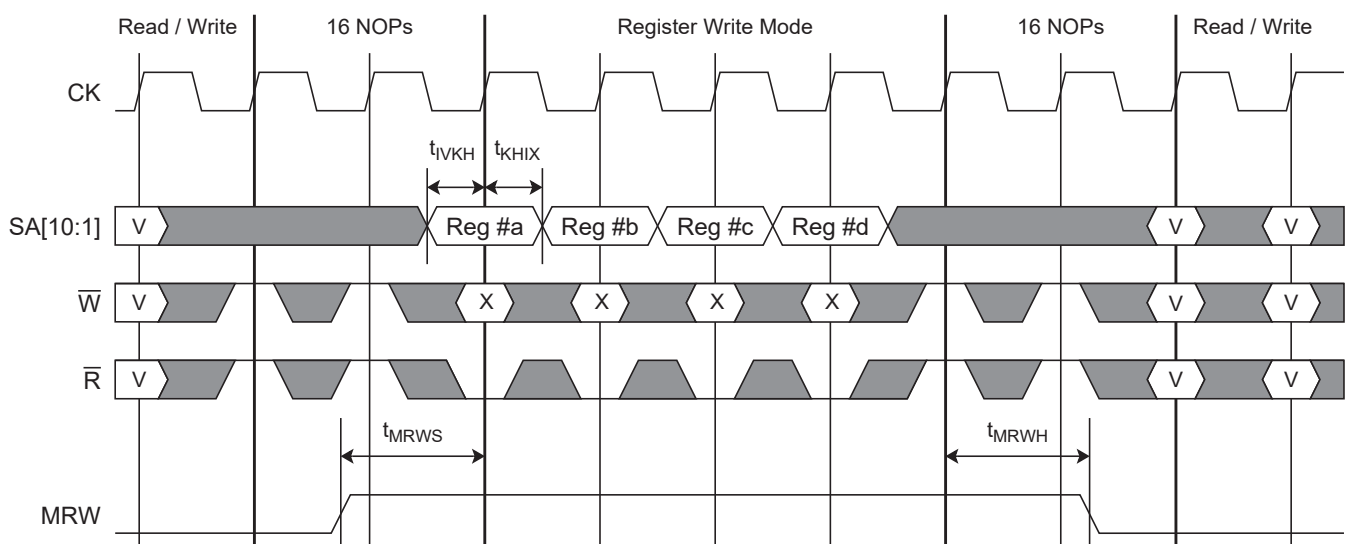 Read / Write 16 NOPs Register Write Mode 16 NOPs Read / Write
CK
tIVKH tKHIX
SA[10:1] V Reg #a Reg #b Reg #c Reg #d V V
W̅ V X X X X V V
R̅ V V V
tMRWS tMRWH
MRW